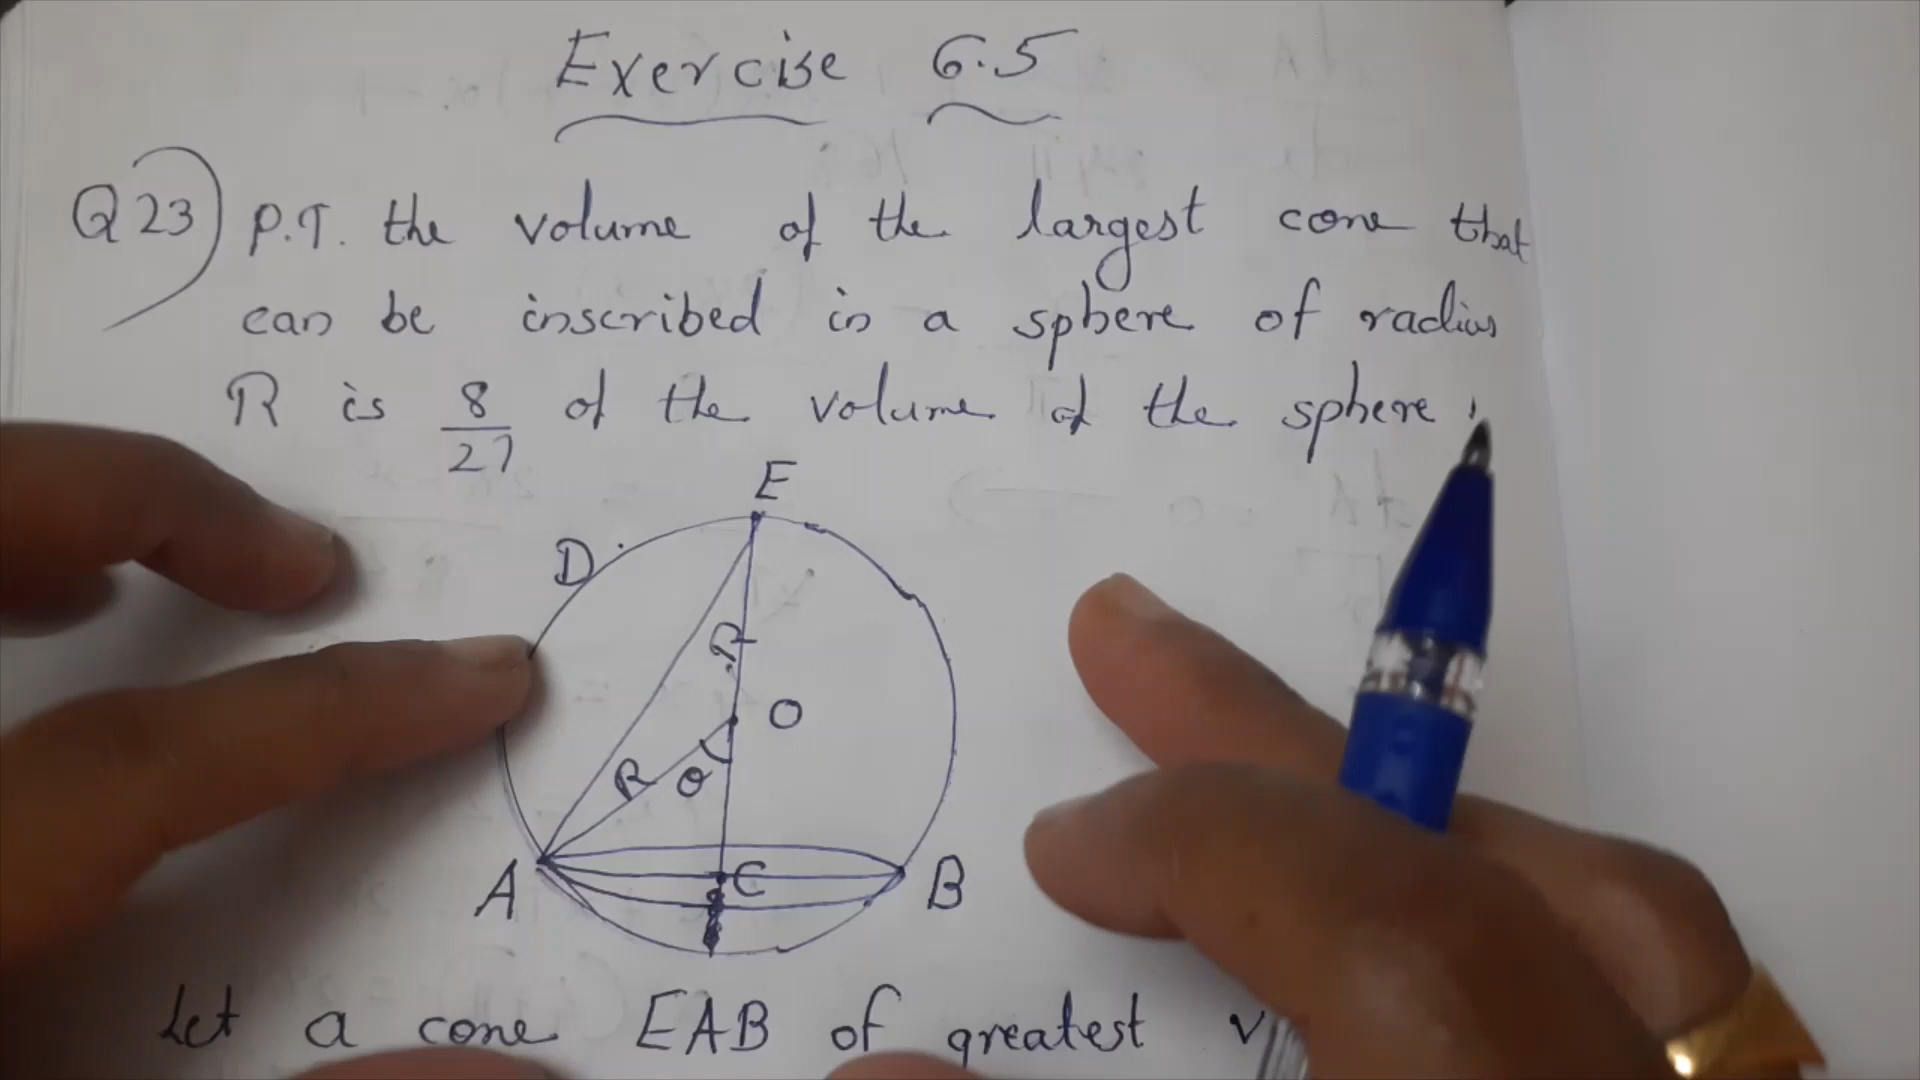 Exercise 6.5
Q23) P.T. the volume of the largest cone that
can be inscribed in a sphere of radius
R is 8/27 of the volume of the sphere.
E
D
R
O
R θ
A C B
Let a cone EAB of greatest